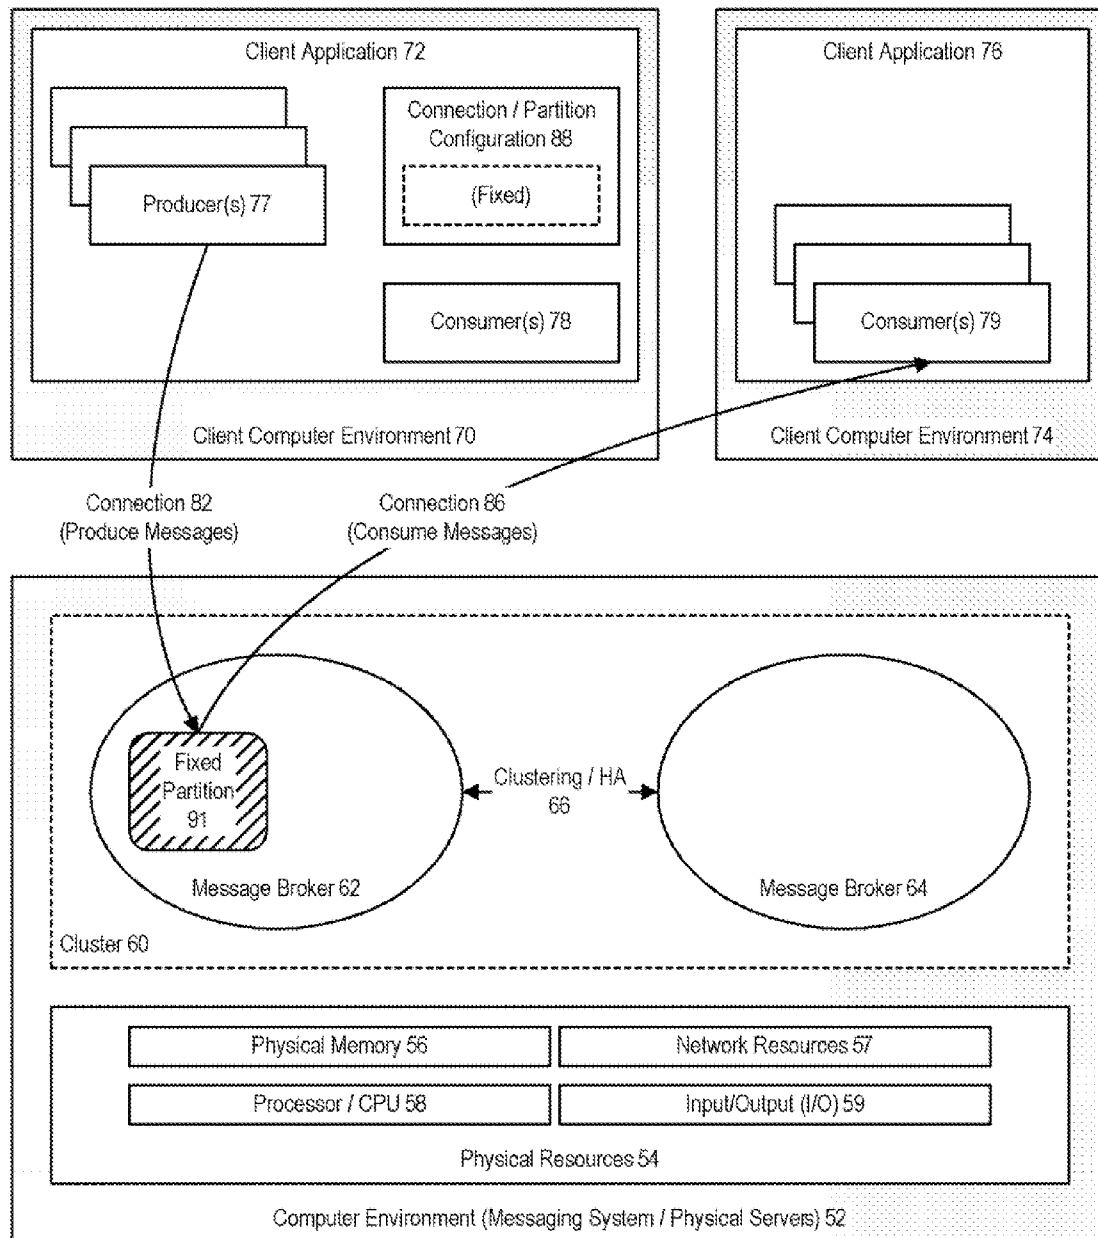 Client Application 72
Connection / Partition
Configuration 88
(Fixed)
Producer(s) 77
Consumer(s) 78
Client Computer Environment 70
Client Application 76
Consumer(s) 79
Client Computer Environment 74
Connection 82
(Produce Messages)
Connection 86
(Consume Messages)
Fixed
Partition
91
Message Broker 62
Clustering / HA
66
Message Broker 64
Cluster 60
Physical Memory 56
Network Resources 57
Processor / CPU 58
Input/Output (I/O) 59
Physical Resources 54
Computer Environment (Messaging System / Physical Servers) 52